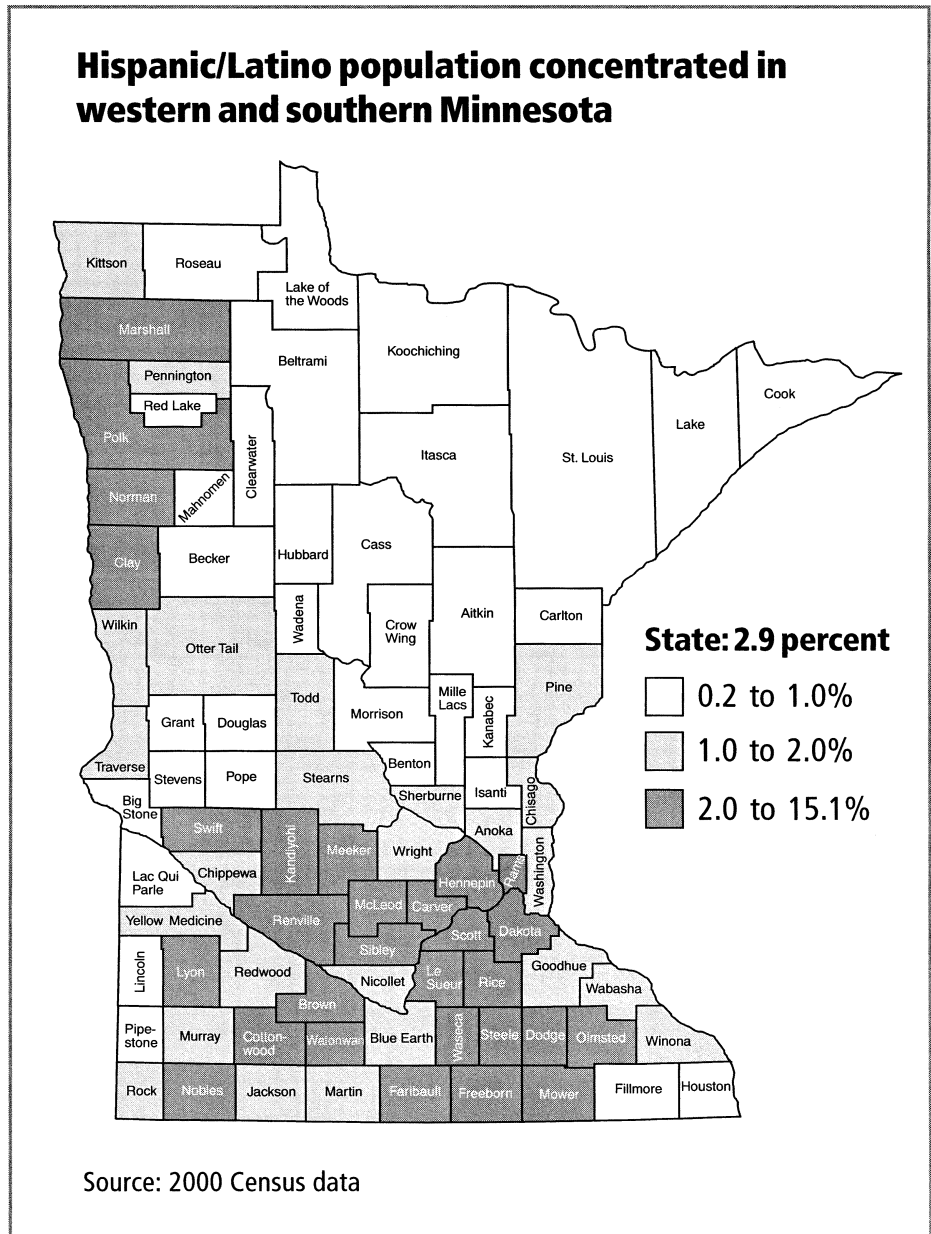 Hispanic/Latino population concentrated in
western and southern Minnesota
Kittson
Roseau
Lake of
the Woods
Marshall
Beltrami
Koochiching
Pennington
Red Lake
Polk
Clearwater
Itasca
St. Louis
Lake
Cook
Norman
Mahnomen
Clay
Becker
Hubbard
Cass
Wilkin
Otter Tail
Wadena
Crow
Wing
Aitkin
Carlton
State: 2.9 percent
0.2 to 1.0%
1.0 to 2.0%
2.0 to 15.1%
Grant
Douglas
Todd
Morrison
Mille
Lacs
Kanabec
Pine
Traverse
Stevens
Pope
Stearns
Benton
Sherburne
Isanti
Chisago
Big
Stone
Swift
Kandiyohi
Meeker
Wright
Anoka
Hennepin
Washington
Lac Qui
Parle
Chippewa
Yellow Medicine
Renville
McLeod
Carver
Scott
Dakota
Sibley
Lincoln
Lyon
Redwood
Nicollet
Le
Sueur
Rice
Goodhue
Wabasha
Brown
Pipe-
stone
Murray
Cotton-
wood
Watonwan
Blue Earth
Waseca
Steele
Dodge
Olmsted
Winona
Rock
Nobles
Jackson
Martin
Faribault
Freeborn
Mower
Fillmore
Houston
Source: 2000 Census data